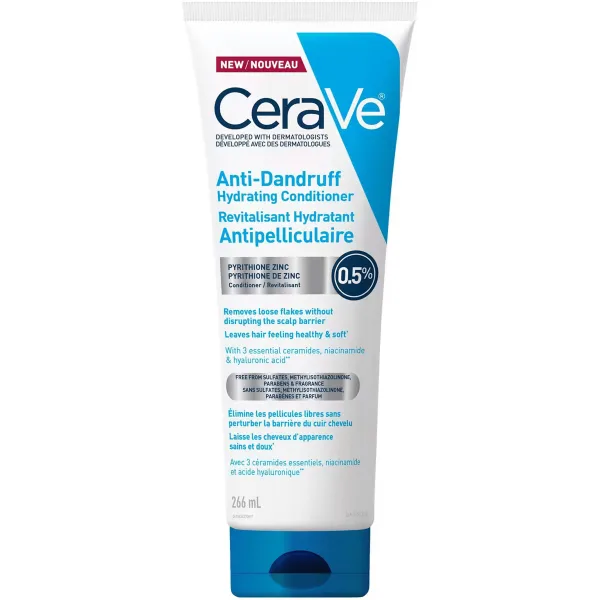 NEW/NOUVEAU
CeraVe®
DEVELOPED WITH DERMATOLOGISTS
DÉVELOPPÉ AVEC DES DERMATOLOGUES
Anti-Dandruff
Hydrating Conditioner
Revitalisant Hydratant
Antipelliculaire
PYRITHIONE ZINC
PYRITHIONE DE ZINC
Conditioner / Revitalisant
0.5%
Removes loose flakes without
disrupting the scalp barrier
Leaves hair feeling healthy & soft*
With 3 essential ceramides, niacinamide
& hyaluronic acid**
FREE FROM SULFATES, METHYLISOTHIAZOLINONE,
PARABENS & FRAGRANCE
SANS SULFATES, METHYLISOTHIAZOLINONE,
PARABÈNES ET PARFUM
Élimine les pellicules libres sans
perturber la barrière du cuir chevelu
Laisse les cheveux d'apparence
sains et doux*
Avec 3 céramides essentiels, niacinamide
et acide hyaluronique**
266 mL